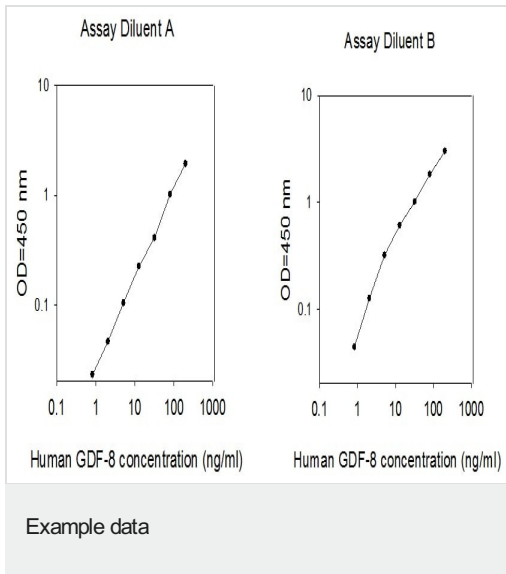 Assay Diluent A
10
1
0.1
OD=450 nm
0.1 1 10 100 1000
Human GDF-8 concentration (ng/ml)
Assay Diluent B
10
1
0.1
OD=450 nm
0.1 1 10 100 1000
Human GDF-8 concentration (ng/ml)
Example data